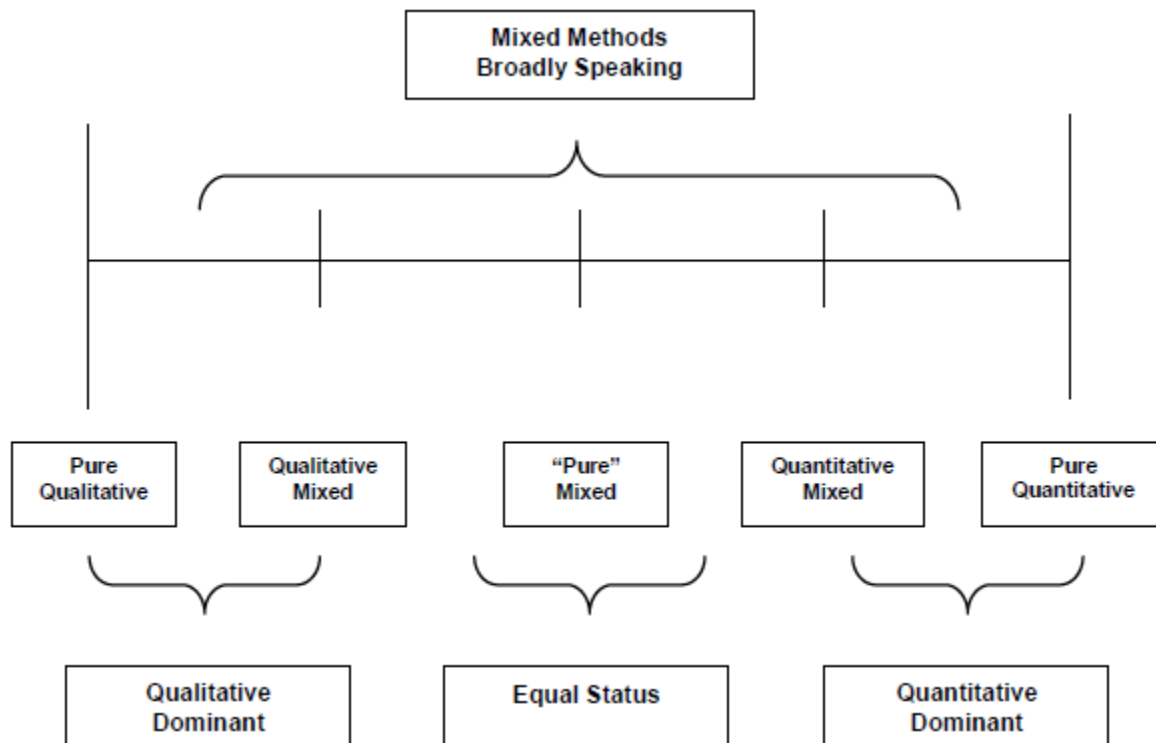 Mixed Methods
Broadly Speaking
Pure
Qualitative
Qualitative
Mixed
“Pure”
Mixed
Quantitative
Mixed
Pure
Quantitative
Qualitative
Dominant
Equal Status
Quantitative
Dominant